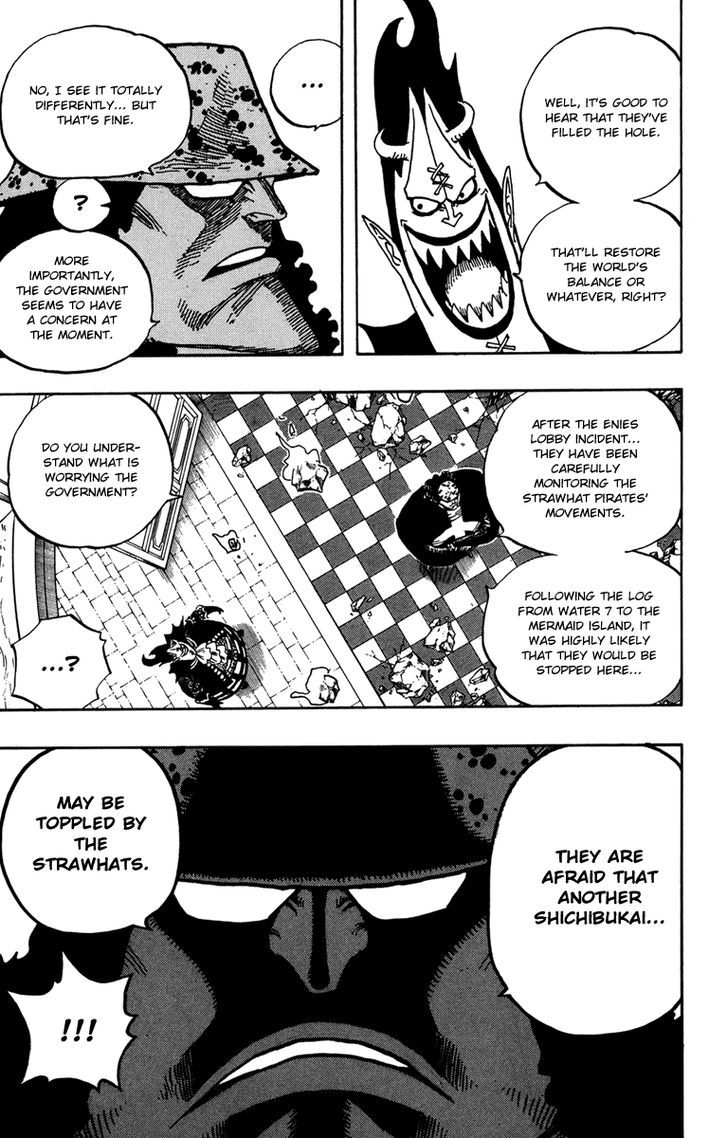 WELL, IT'S GOOD TO
HEAR THAT THEY'VE
FILLED THE HOLE.
THAT'LL RESTORE
THE WORLD'S
BALANCE OR
WHATEVER, RIGHT?
...
NO, I SEE IT TOTALLY
DIFFERENTLY... BUT
THAT'S FINE.
?
MORE
IMPORTANTLY,
THE GOVERNMENT
SEEMS TO HAVE
A CONCERN AT
THE MOMENT.
AFTER THE ENIES
LOBBY INCIDENT...
THEY HAVE BEEN
CAREFULLY
MONITORING THE
STRAWHAT PIRATES'
MOVEMENTS.
FOLLOWING THE LOG
FROM WATER 7 TO THE
MERMAID ISLAND, IT
WAS HIGHLY LIKELY
THAT THEY WOULD BE
STOPPED HERE...
DO YOU UNDER-
STAND WHAT IS
WORRYING THE
GOVERNMENT?
...?
THEY ARE
AFRAID THAT
ANOTHER
SHICHIBUKAI...
MAY BE
TOPPLED BY
THE
STRAWHATS.
!!!